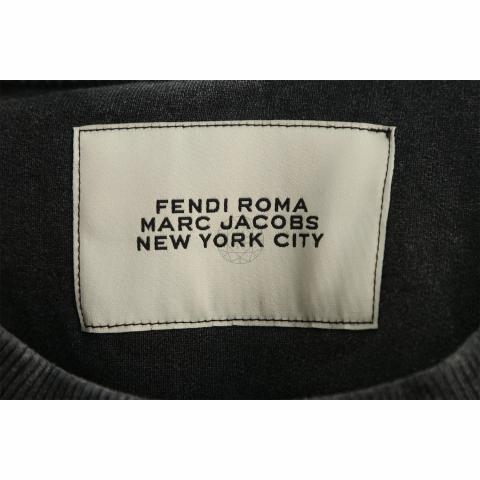 FENDI ROMA
MARC JACOBS
NEW YORK CITY